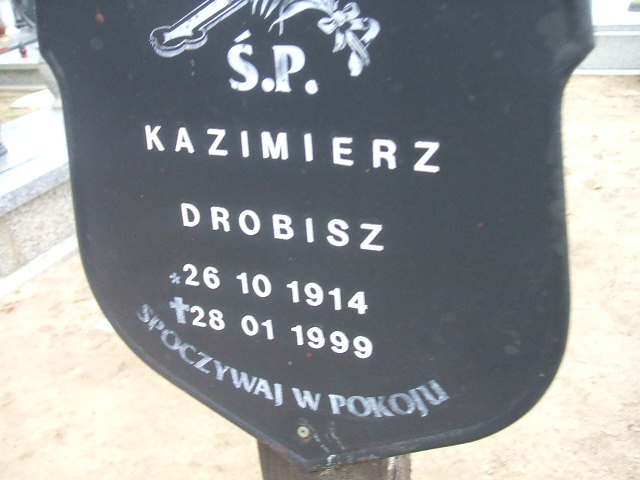 Ś.P.
KAZIMIERZ
DROBISZ
*26 10 1914
✝28 01 1999
SPOCZYWAJ W POKOJU